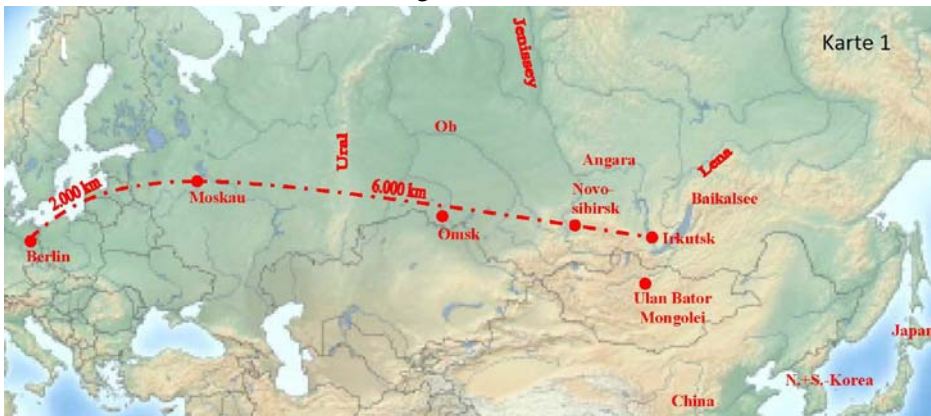 Karte 1
Jenissey
Ob
Ural
Lena
Angara
2.000 km
6.000 km
Moskau
Novo-
sibirsk
Baikalsee
Omsk
Irkutsk
Berlin
Ulan Bator
Mongolei
Japan
N.+S.-Korea
China